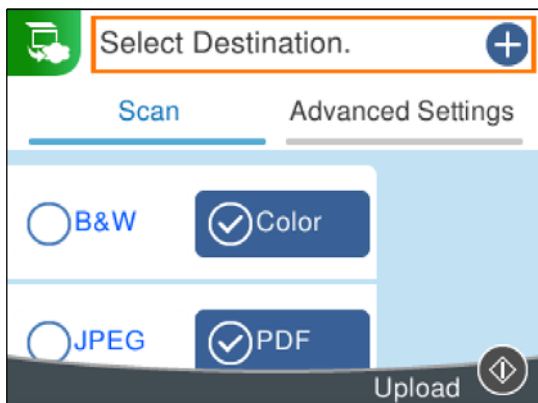 Select Destination.
Scan Advanced Settings
B&W Color
JPEG PDF
Upload